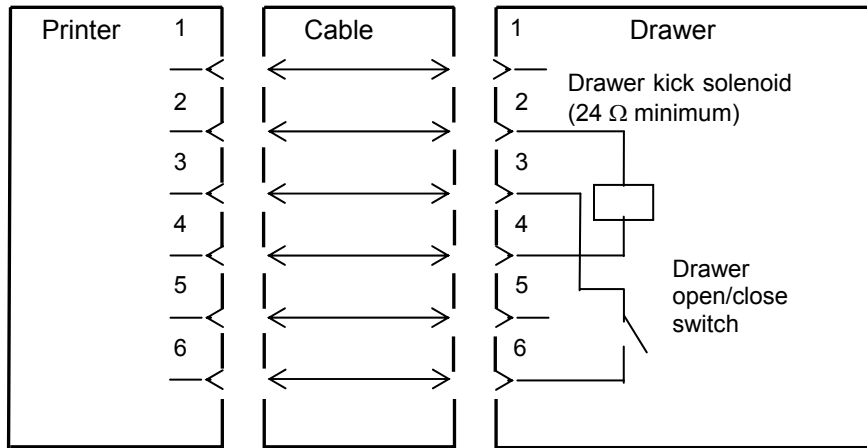 Printer
Cable
Drawer
1
2
3
4
5
6
1
2
3
4
5
6
Drawer kick solenoid
(24 Ω minimum)
Drawer
open/close
switch